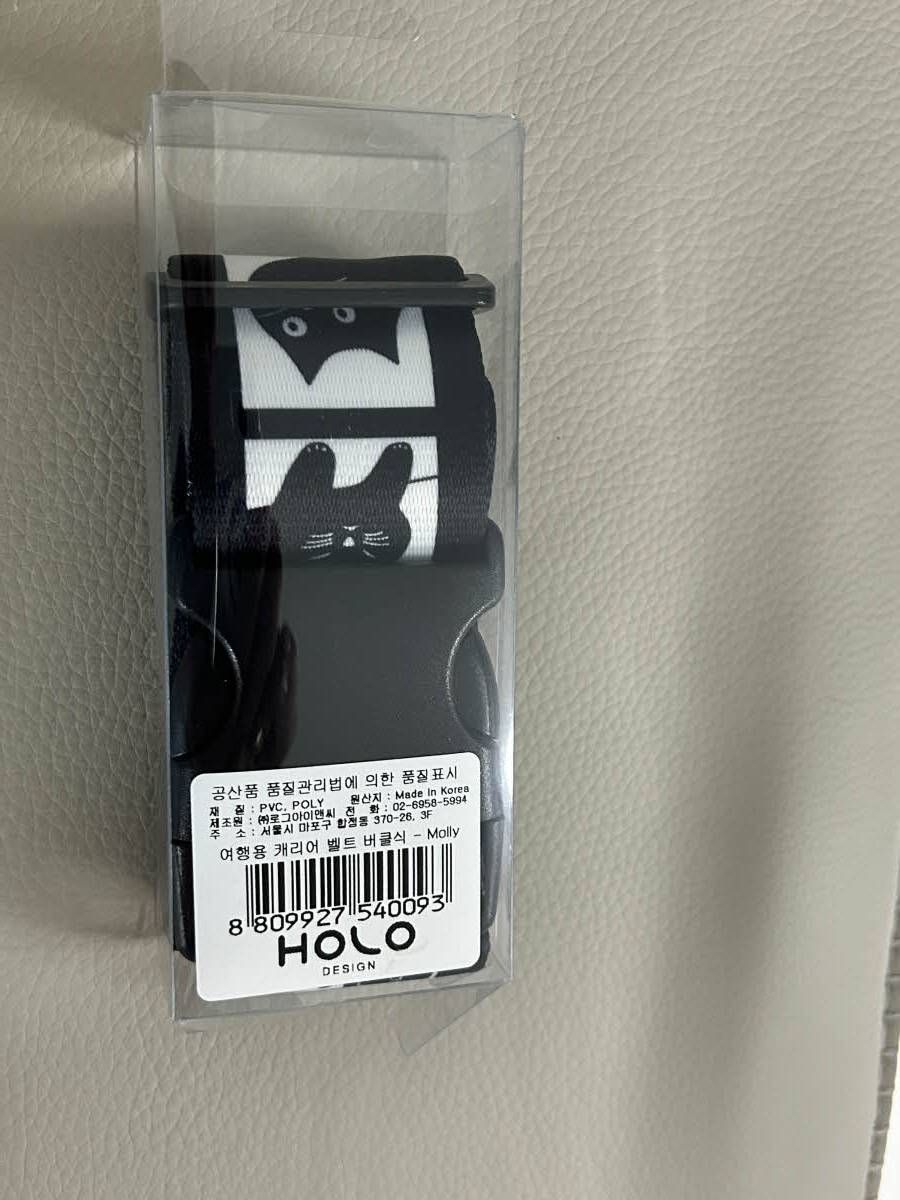 공산품 품질관리법에 의한 품질표시
재 질 : PVC, POLY 원산지 : Made in Korea
제조원 : ㈜로그아이앤씨 전 화 : 02-6958-5994
주 소 : 서울시 마포구 합정동 370-26, 3F
여행용 캐리어 벨트 버클식 - Molly
8 809927 540093
HOLO
DESIGN